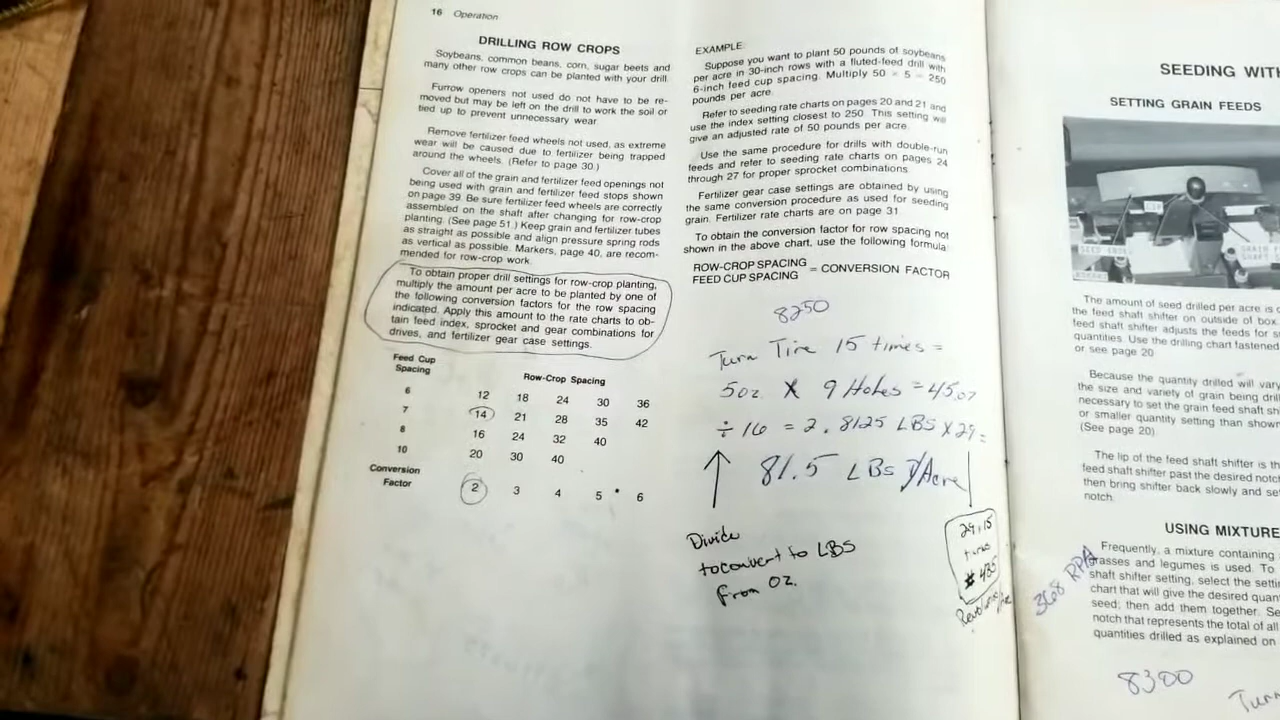 16 Operation
DRILLING ROW CROPS
Soybeans, common beans, corn, sugar beets and
many other row crops can be planted with your drill.
Furrow openers not used do not have to be re-
moved but may be left on the drill to work the soil or
tied up to prevent unnecessary wear.
Remove fertilizer feed wheels not used, as extreme
wear will be caused due to fertilizer being trapped
around the wheels. (Refer to page 30.)
Cover all of the grain and fertilizer feed openings not
being used with grain and fertilizer feed stops shown
on page 39. Be sure fertilizer feed wheels are correctly
assembled on the shaft after changing for row-crop
planting. (See page 51.) Keep grain and fertilizer tubes
as straight as possible and align pressure spring rods
as vertical as possible. Markers, page 40, are recom-
mended for row-crop work.
To obtain proper drill settings for row-crop planting,
multiply the amount per acre to be planted by one of
the following conversion factors for the row spacing
indicated. Apply this amount to the rate charts to ob-
tain feed index, sprocket and gear combinations for
drives, and fertilizer gear case settings.
Feed Cup
Spacing
Row-Crop Spacing
6 12 18 24 30 36
7 14 21 28 35 42
8 16 24 32 40
10 20 30 40
Conversion
Factor
2 3 4 5 6
EXAMPLE
Suppose you want to plant 50 pounds of soybeans
per acre in 30-inch rows with a fluted-feed drill with
6-inch feed cup spacing. Multiply 50 × 5 = 250
pounds per acre.
Refer to seeding rate charts on pages 20 and 21 and
use the index setting closest to 250. This setting will
give an adjusted rate of 50 pounds per acre.
Use the same procedure for drills with double-run
feeds and refer to seeding rate charts on pages 24
through 27 for proper sprocket combinations.
Fertilizer gear case settings are obtained by using
the same conversion procedure as used for seeding
grain. Fertilizer rate charts are on page 31.
To obtain the conversion factor for row spacing not
shown in the above chart, use the following formula:
ROW-CROP SPACING
FEED CUP SPACING = CONVERSION FACTOR
8250
Turn Tire 15 times =
5oz X 9 Holes = 45
÷ 16 = 2.8125 LBS X 29=
81.5 LBS /Acre
Divide
to convert to LBS
from OZ.
29.15
turns
# 435
SEEDING WITH
SETTING GRAIN FEEDS
The amount of seed drilled per acre is
the feed shaft shifter on outside of box.
feed shaft shifter adjusts the feeds for
quantities. Use the drilling chart fastened
or see page 20
Because the quantity drilled will vary
the size and variety of grain being
necessary to set the grain feed shaft
or smaller quantity setting than shown
(See page 20)
The lip of the feed shaft shifter is
feed shaft shifter past the desired notch
then bring shifter back slowly and
notch.
USING MIXTURE
Frequently, a mixture containing
grasses and legumes is used. To
shaft shifter setting, select the
chart that will give the desired
seed; then add them together.
notch that represents the total of all
quantities drilled as explained on
368 RPA
8300
Turn